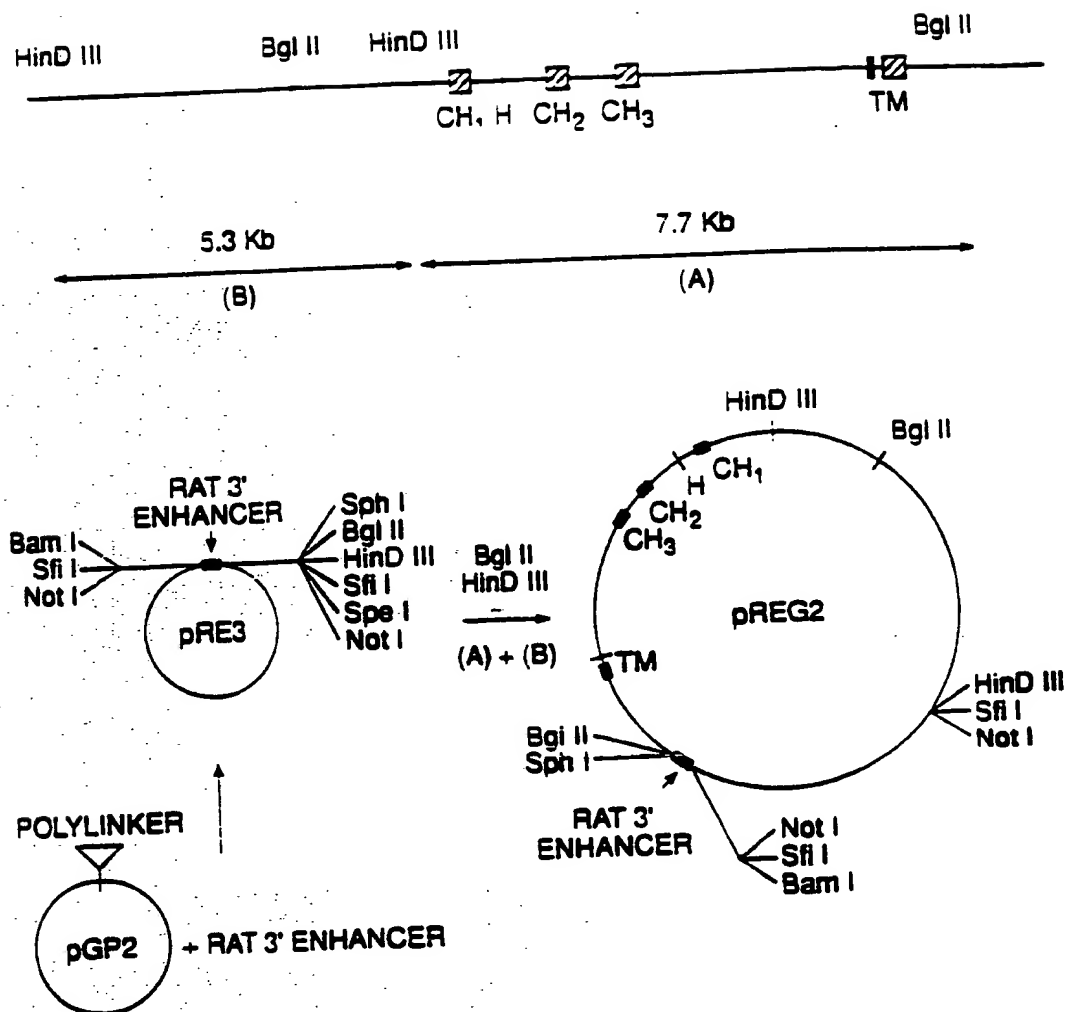 HinD III
Bgl II
HinD III
Bgl II
CH1 H CH2 CH3
TM
5.3 Kb
(B)
7.7 Kb
(A)
RAT 3'
ENHANCER
Bam I
Sfi I
Not I
Sph I
Bgl II
HinD III
Sfi I
Spe I
Not I
pRE3
Bgl II
HinD III
(A) + (B)
HinD III
Bgl II
CH1
H
CH2
CH3
pREG2
TM
Bgl II
Sph I
RAT 3'
ENHANCER
HinD III
Sfi I
Not I
Not I
Sfi I
Bam I
POLYLINKER
pGP2
+ RAT 3' ENHANCER